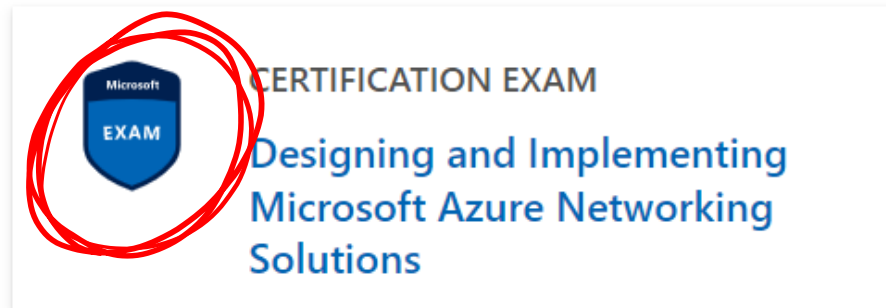 Microsoft
EXAM
CERTIFICATION EXAM
Designing and Implementing
Microsoft Azure Networking
Solutions